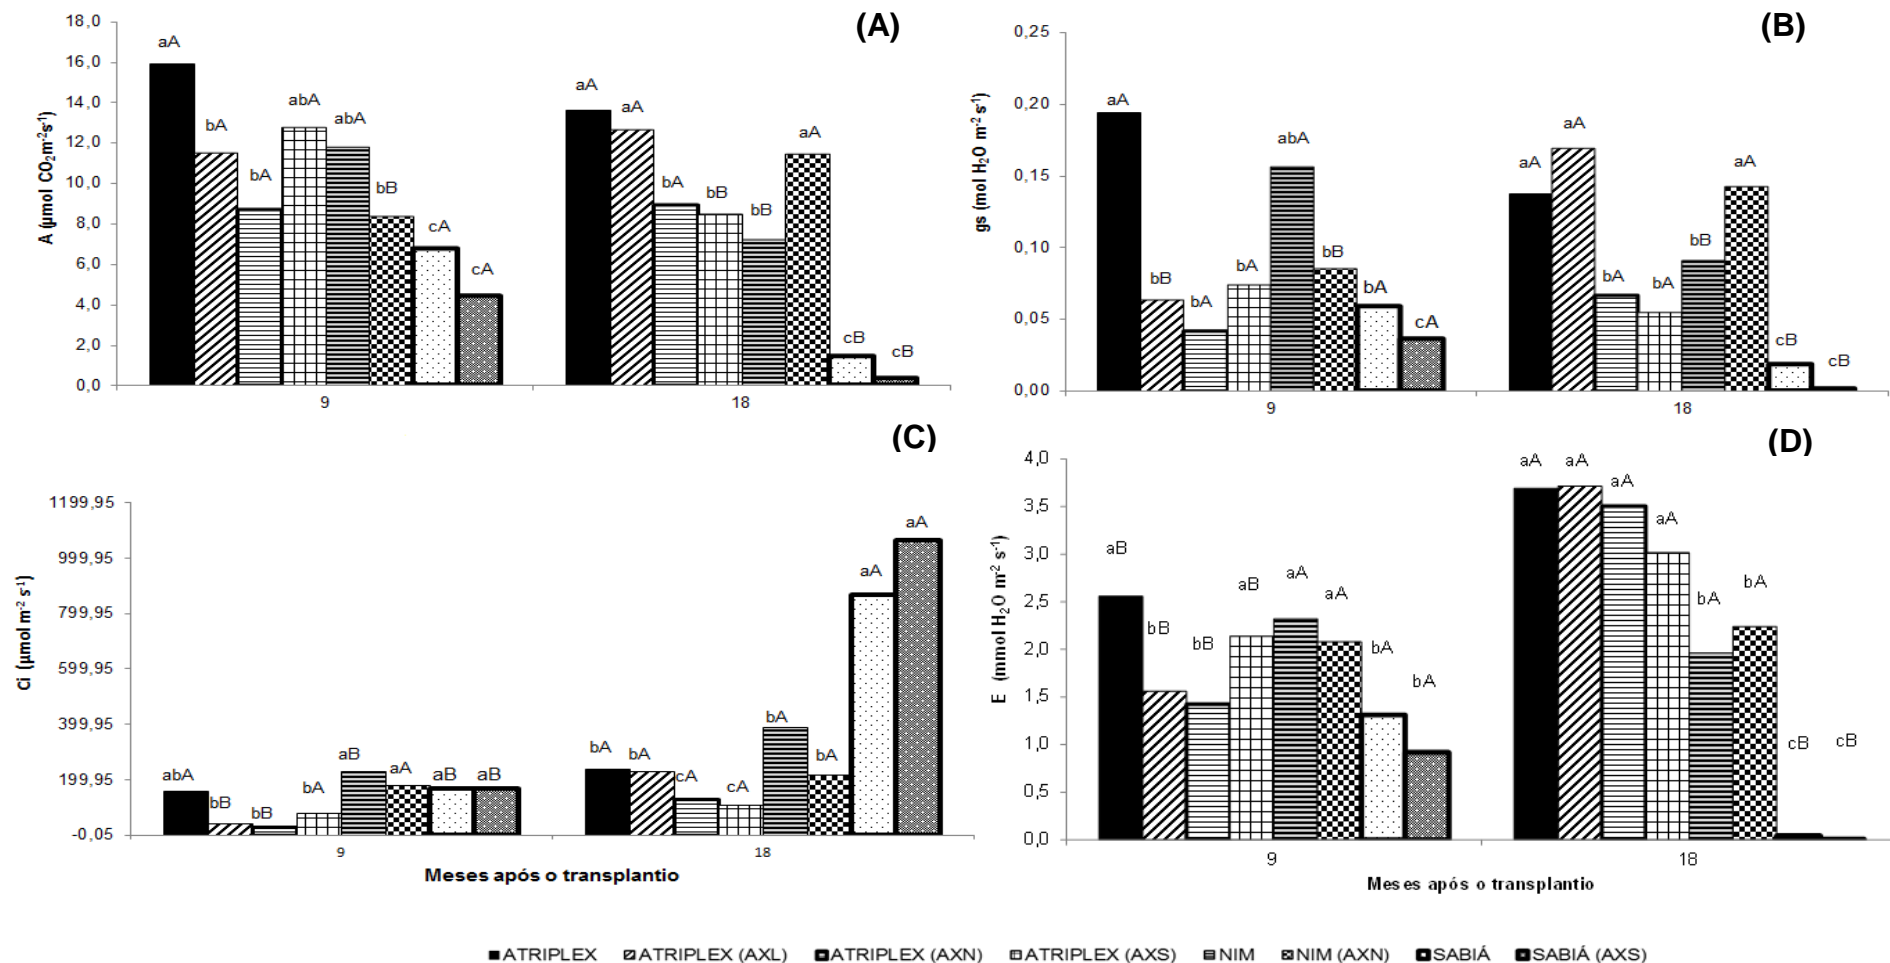 (A)
A (µmol CO2m-2s-1)
18,0
16,0
14,0
12,0
10,0
8,0
6,0
4,0
2,0
0,0
aA bA bA abA abA bB cA cA
aA aA bA bB bB aA cB cB
9 18
(B)
gs (mol H2O m-2 s-1)
0,25
0,20
0,15
0,10
0,05
0,00
aA bB bA bA abA bB bA cA
aA aA bA bA bB aA cB cB
9 18
(C)
Ci (µmol m-2 s-1)
1199,95
999,95
799,95
599,95
399,95
199,95
-0,05
abA bB bB bA aB aA aB aB
bA bA cA cA bA bA aA aA
9 18
Meses após o transplantio
(D)
E (mmol H2O m-2 s-1)
4,0
3,5
3,0
2,5
2,0
1,5
1,0
0,5
0,0
aB bB bB aB aA aA bA bA
aA aA aA aA bA bA cB cB
9 18
Meses após o transplantio
ATRIPLEX ATRIPLEX (AXL) ATRIPLEX (AXN) ATRIPLEX (AXS) NIM NIM (AXN) SABIÁ SABIÁ (AXS)